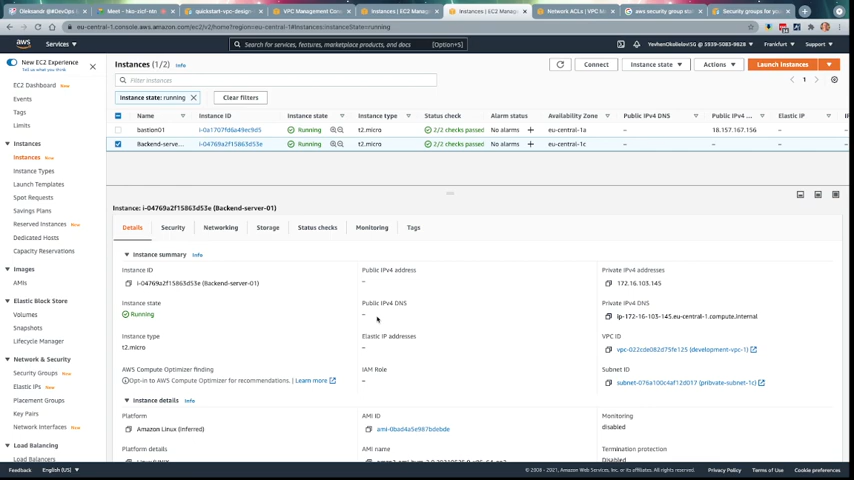 Meet – hkz-sicf-htn
quickstart-vpc-design
VPC Management Con
Instances | EC2 Manag
Instances | EC2 Manag
Network ACLs | VPC M
aws security group sta
Security groups for you
eu-central-1.console.aws.amazon.com/ec2/v2/home?region=eu-central-1#Instances:instanceState=running
aws Services Search for services, features, marketplace products, and docs [Option+S] Frankfurt Support
New EC2 Experience
Tell us what you think
EC2 Dashboard New
Events
Tags
Limits
Instances
Instances New
Instance Types
Launch Templates
Spot Requests
Savings Plans
Reserved Instances New
Dedicated Hosts
Capacity Reservations
Images
AMIs
Elastic Block Store
Volumes
Snapshots
Lifecycle Manager
Network & Security
Security Groups New
Elastic IPs New
Placement Groups
Key Pairs
Network Interfaces New
Load Balancing
Load Balancers
Instances (1/2) Info
Connect Instance state Actions Launch Instances
Filter instances
1
Instance state: running Clear filters
Name Instance ID Instance state Instance type Status check Alarm status Availability Zone Public IPv4 DNS Public IPv4 ... Elastic IP
bastion01 i-0a1707fd6a49ec9d5 Running t2.micro 2/2 checks passed No alarms + eu-central-1a – 18.157.167.156 –
Backend-serve... i-04769a2f15863d53e Running t2.micro 2/2 checks passed No alarms + eu-central-1c – – –
Instance: i-04769a2f15863d53e (Backend-server-01)
Details Security Networking Storage Status checks Monitoring Tags
Instance summary Info
Instance ID
i-04769a2f15863d53e (Backend-server-01)
Public IPv4 address
–
Private IPv4 addresses
172.16.103.145
Instance state
Running
Public IPv4 DNS
–
Private IPv4 DNS
ip-172-16-103-145.eu-central-1.compute.internal
Instance type
t2.micro
Elastic IP addresses
–
VPC ID
vpc-022cde082d75fe125 (development-vpc-1)
AWS Compute Optimizer finding
Opt-in to AWS Compute Optimizer for recommendations. | Learn more
IAM Role
–
Subnet ID
subnet-076a100c4af12d017 (pribvate-subnet-1c)
Instance details Info
Platform
Amazon Linux (Inferred)
AMI ID
ami-0bad4a5e987bdebde
Monitoring
disabled
Platform details
AMI name
Termination protection
Disabled
Feedback English (US) © 2008 - 2021, Amazon Web Services, Inc. or its affiliates. All rights reserved. Privacy Policy Terms of Use Cookie preferences